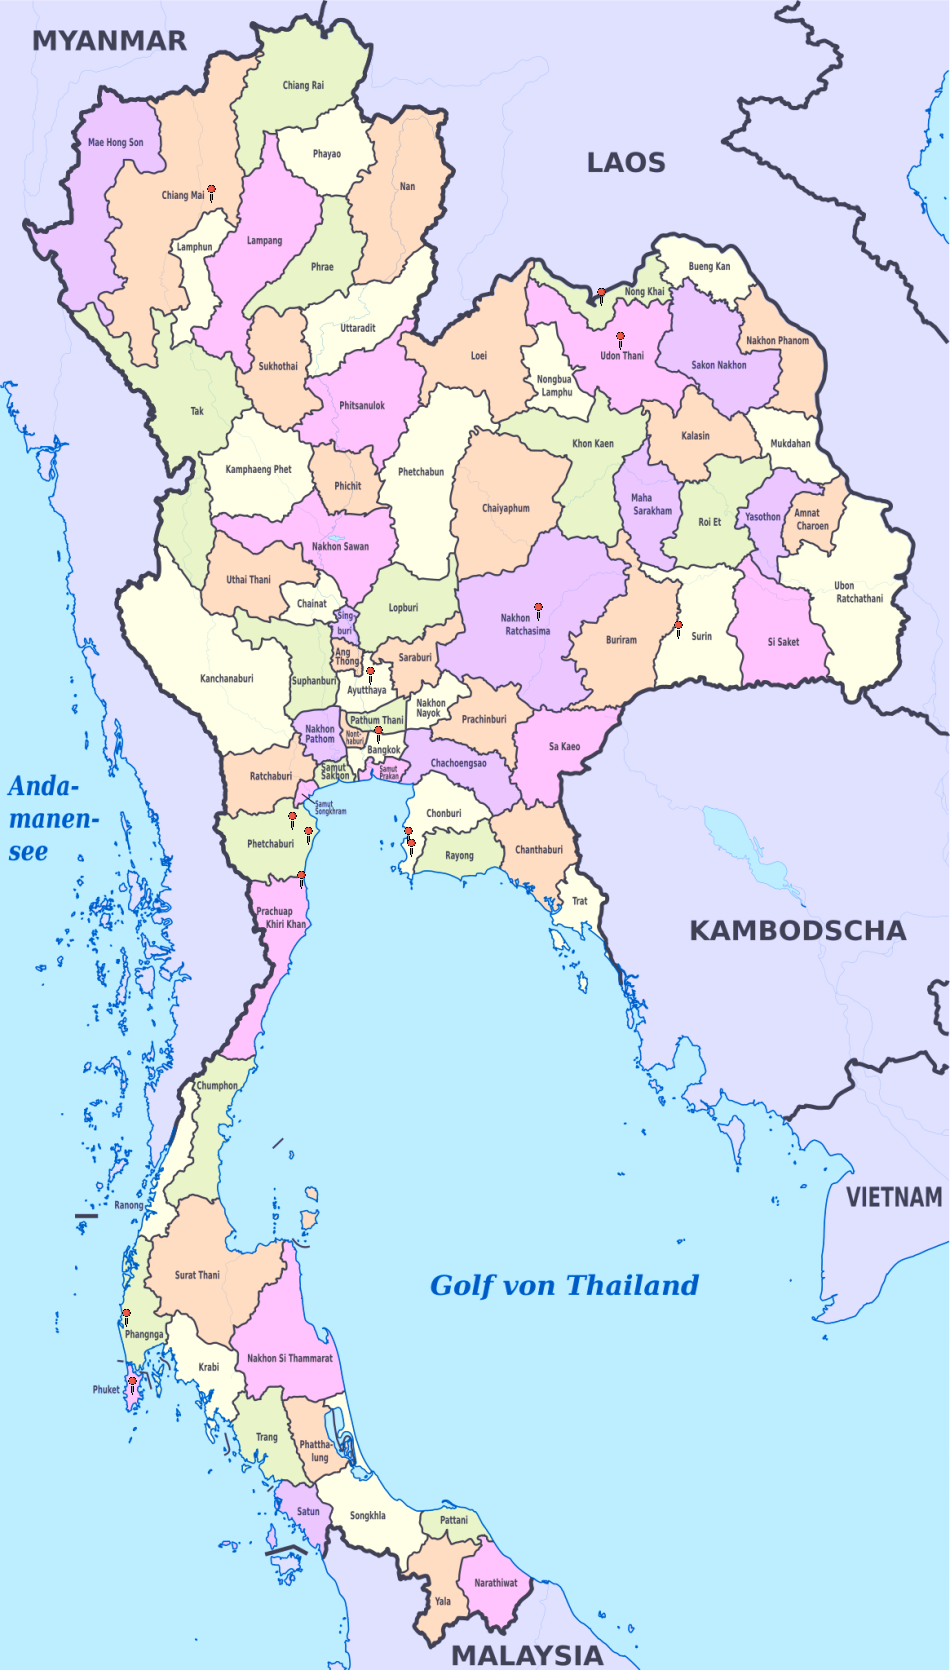 MYANMAR
Chiang Rai
Mae Hong Son
Phayao
LAOS
Nan
Chiang Mai
Lampang
Lamphun
Phrae
Bueng Kan
Nong Khai
Uttaradit
Nakhon Phanom
Loei
Udon Thani
Sakon Nakhon
Sukhothai
Nongbua
Lamphu
Phitsanulok
Tak
Kalasin
Khon Kaen
Mukdahan
Kamphaeng Phet
Phetchabun
Phichit
Maha
Sarakham
Chaiyaphum
Roi Et
Yasothon
Amnat
Charoen
Nakhon Sawan
Uthai Thani
Ubon
Ratchathani
Chainat
Lopburi
Sing-
buri
Nakhon
Ratchasima
Buriram
Surin
Si Saket
Ang
Thong
Saraburi
Kanchanaburi
Suphanburi
Ayutthaya
Nakhon
Nayok
Pathum Thani
Prachinburi
Nakhon
Pathom
Nont-
haburi
Bangkok
Sa Kaeo
Chachoengsao
Samut
Sakhon
Samut
Prakan
Ratchaburi
Samut
Songkhram
Anda-
manen-
see
Chonburi
Phetchaburi
Rayong
Chanthaburi
Trat
Prachuap
Khiri Khan
KAMBODSCHA
Chumphon
Ranong
VIETNAM
Surat Thani
Golf von Thailand
Phangnga
Nakhon Si Thammarat
Krabi
Phuket
Trang
Phattha-
lung
Satun
Songkhla
Pattani
Narathiwat
Yala
MALAYSIA